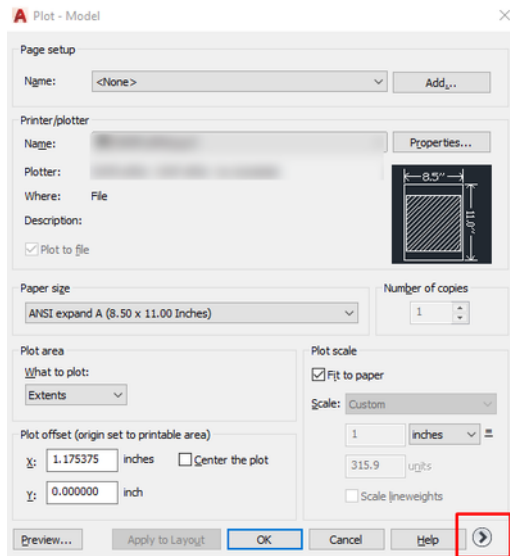 Plot - Model
Page setup
Name: <None> Add...
Printer/plotter
Name: Properties...
Plotter:
Where: File
Description:
Plot to file
8.5"
11.0"
Paper size
ANSI expand A (8.50 x 11.00 Inches)
Number of copies
1
Plot area
What to plot:
Extents
Plot scale
Fit to paper
Scale: Custom
1 inches =
315.9 units
Scale lineweights
Plot offset (origin set to printable area)
X: 1.175375 inches Center the plot
Y: 0.000000 inch
Preview... Apply to Layout OK Cancel Help